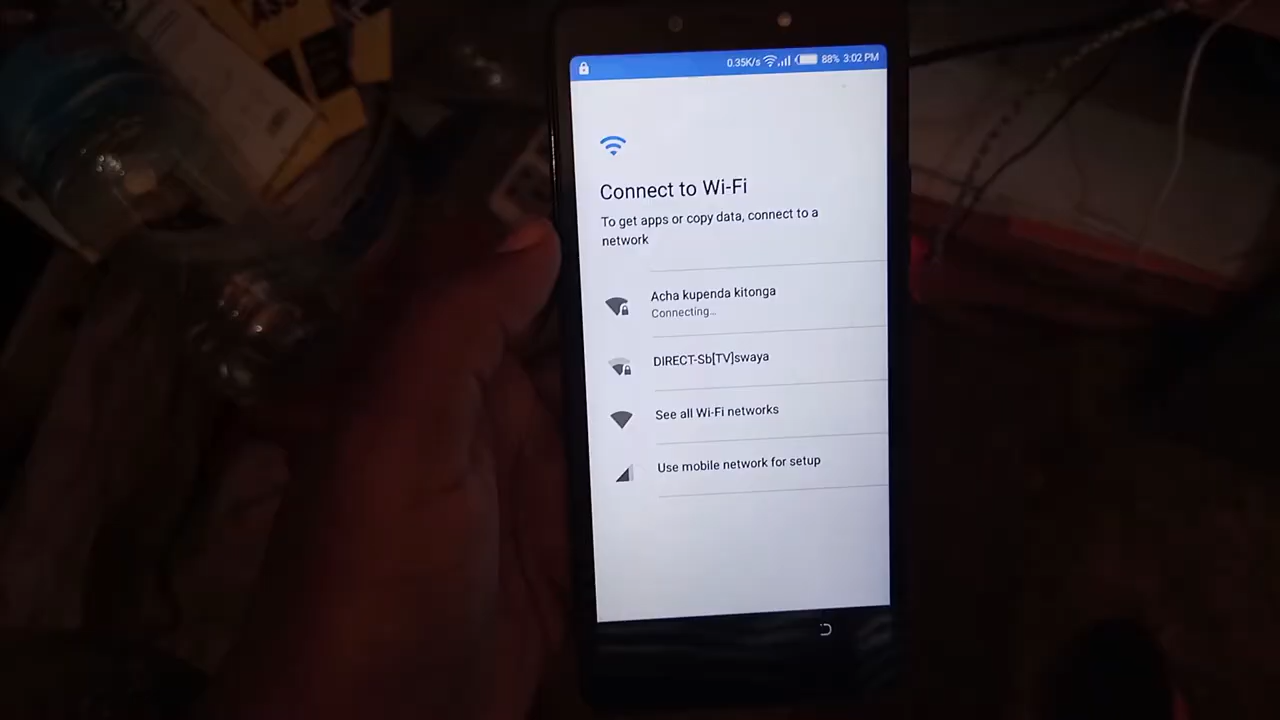 0.35K/s 88% 3:02 PM
Connect to Wi-Fi
To get apps or copy data, connect to a
network
Acha kupenda kitonga
Connecting...
DIRECT-Sb[TV]swaya
See all Wi-Fi networks
Use mobile network for setup